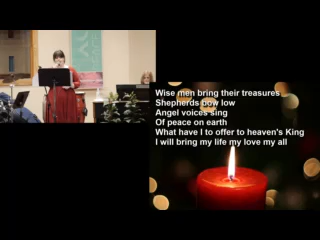 Wise men bring their treasures
Shepherds bow low
Angel voices sing
Of peace on earth
What have I to offer to heaven's King
I will bring my life my love my all